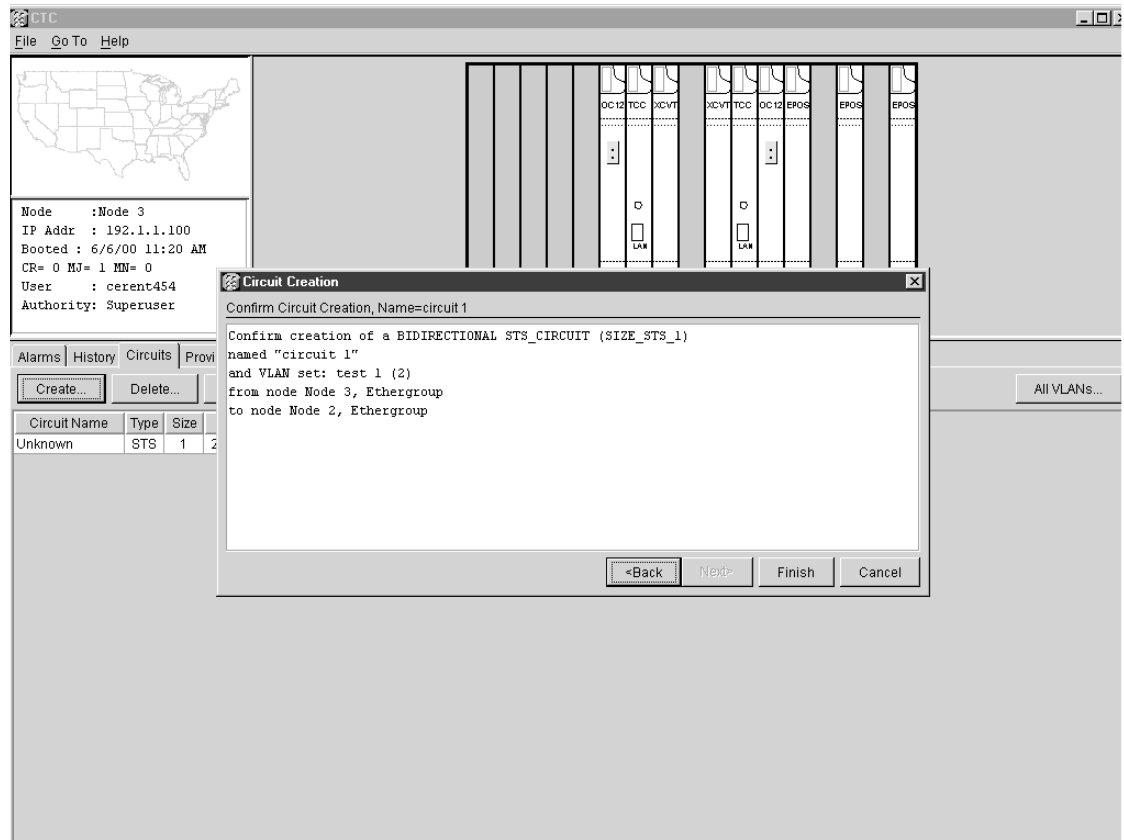 CTC
File Go To Help
OC12 TCC XCVT XCVT TCC OC12 EPOS EPOS EPOS
LAN LAN
Node :Node 3
IP Addr : 192.1.1.100
Booted : 6/6/00 11:20 AM
CR= 0 MJ= 1 MN= 0
User : cerent454
Authority: Superuser
Circuit Creation
Confirm Circuit Creation, Name=circuit 1
Confirm creation of a BIDIRECTIONAL STS_CIRCUIT (SIZE_STS_1)
named "circuit 1"
and VLAN set: test 1 (2)
from node Node 3, Ethergroup
to node Node 2, Ethergroup
<Back Next> Finish Cancel
Alarms History Circuits Provi
Create... Delete... All VLANs...
Circuit Name Type Size
Unknown STS 1 2